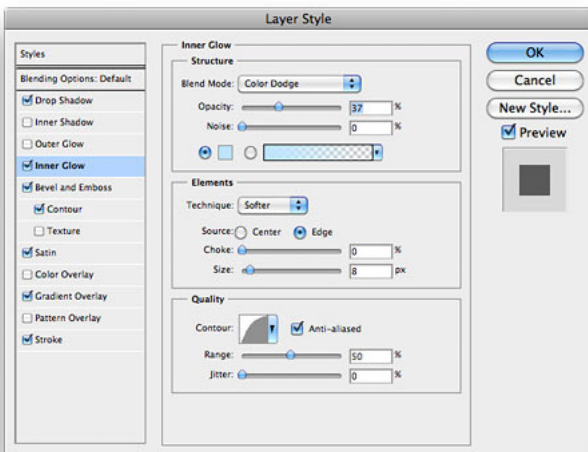 Layer Style
Styles
Blending Options: Default
Drop Shadow
Inner Shadow
Outer Glow
Inner Glow
Bevel and Emboss
Contour
Texture
Satin
Color Overlay
Gradient Overlay
Pattern Overlay
Stroke
Inner Glow
Structure
Blend Mode: Color Dodge
Opacity: 37 %
Noise: 0 %
Elements
Technique: Softer
Source: Center Edge
Choke: 0 %
Size: 8 px
Quality
Contour: Anti-aliased
Range: 50 %
Jitter: 0 %
OK
Cancel
New Style...
Preview